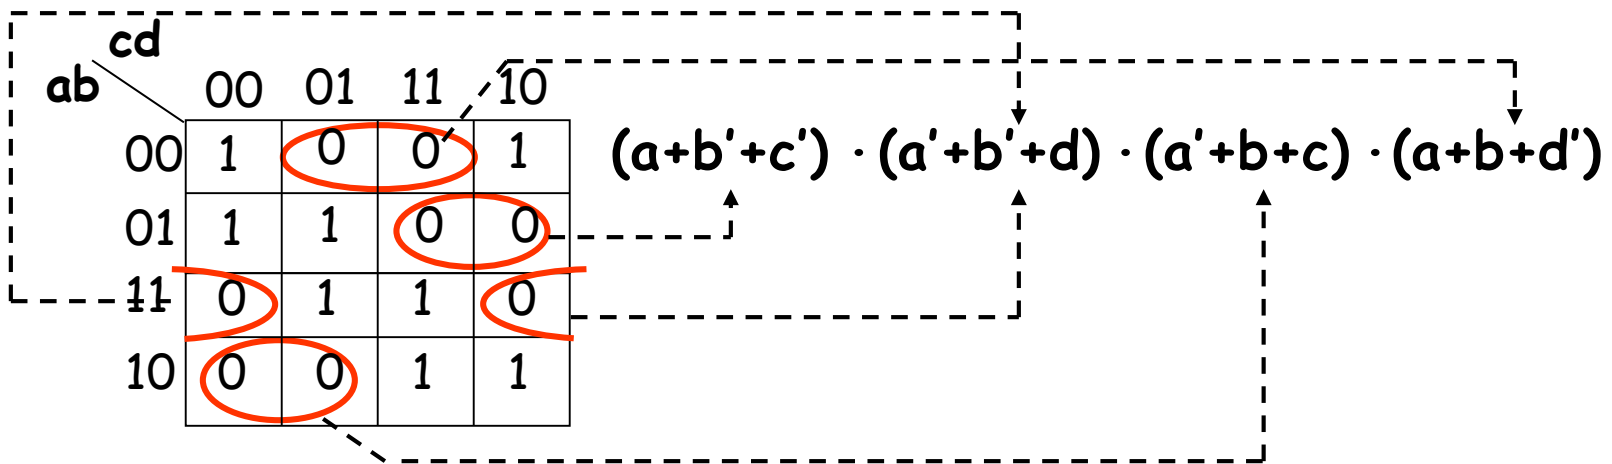 cd
ab
00 01 11 10
00 1 0 0 1 (a+b'+c') · (a'+b'+d) · (a'+b+c) · (a+b+d')
01 1 1 0 0
11 0 1 1 0
10 0 0 1 1